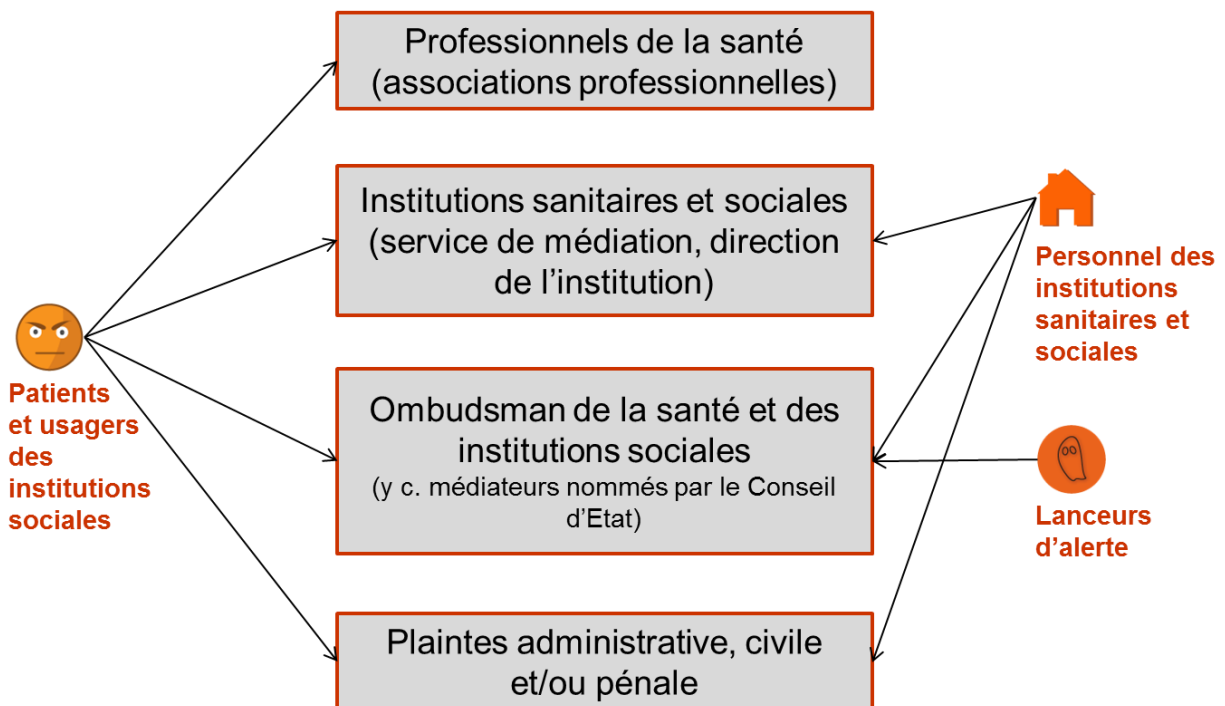 Professionnels de la santé
(associations professionnelles)
Institutions sanitaires et sociales
(service de médiation, direction
de l’institution)
Personnel des
institutions
sanitaires et
sociales
Patients
et usagers
des
institutions
sociales
Ombudsman de la santé et des
institutions sociales
(y c. médiateurs nommés par le Conseil
d’Etat)
Lanceurs
d’alerte
Plaintes administrative, civile
et/ou pénale